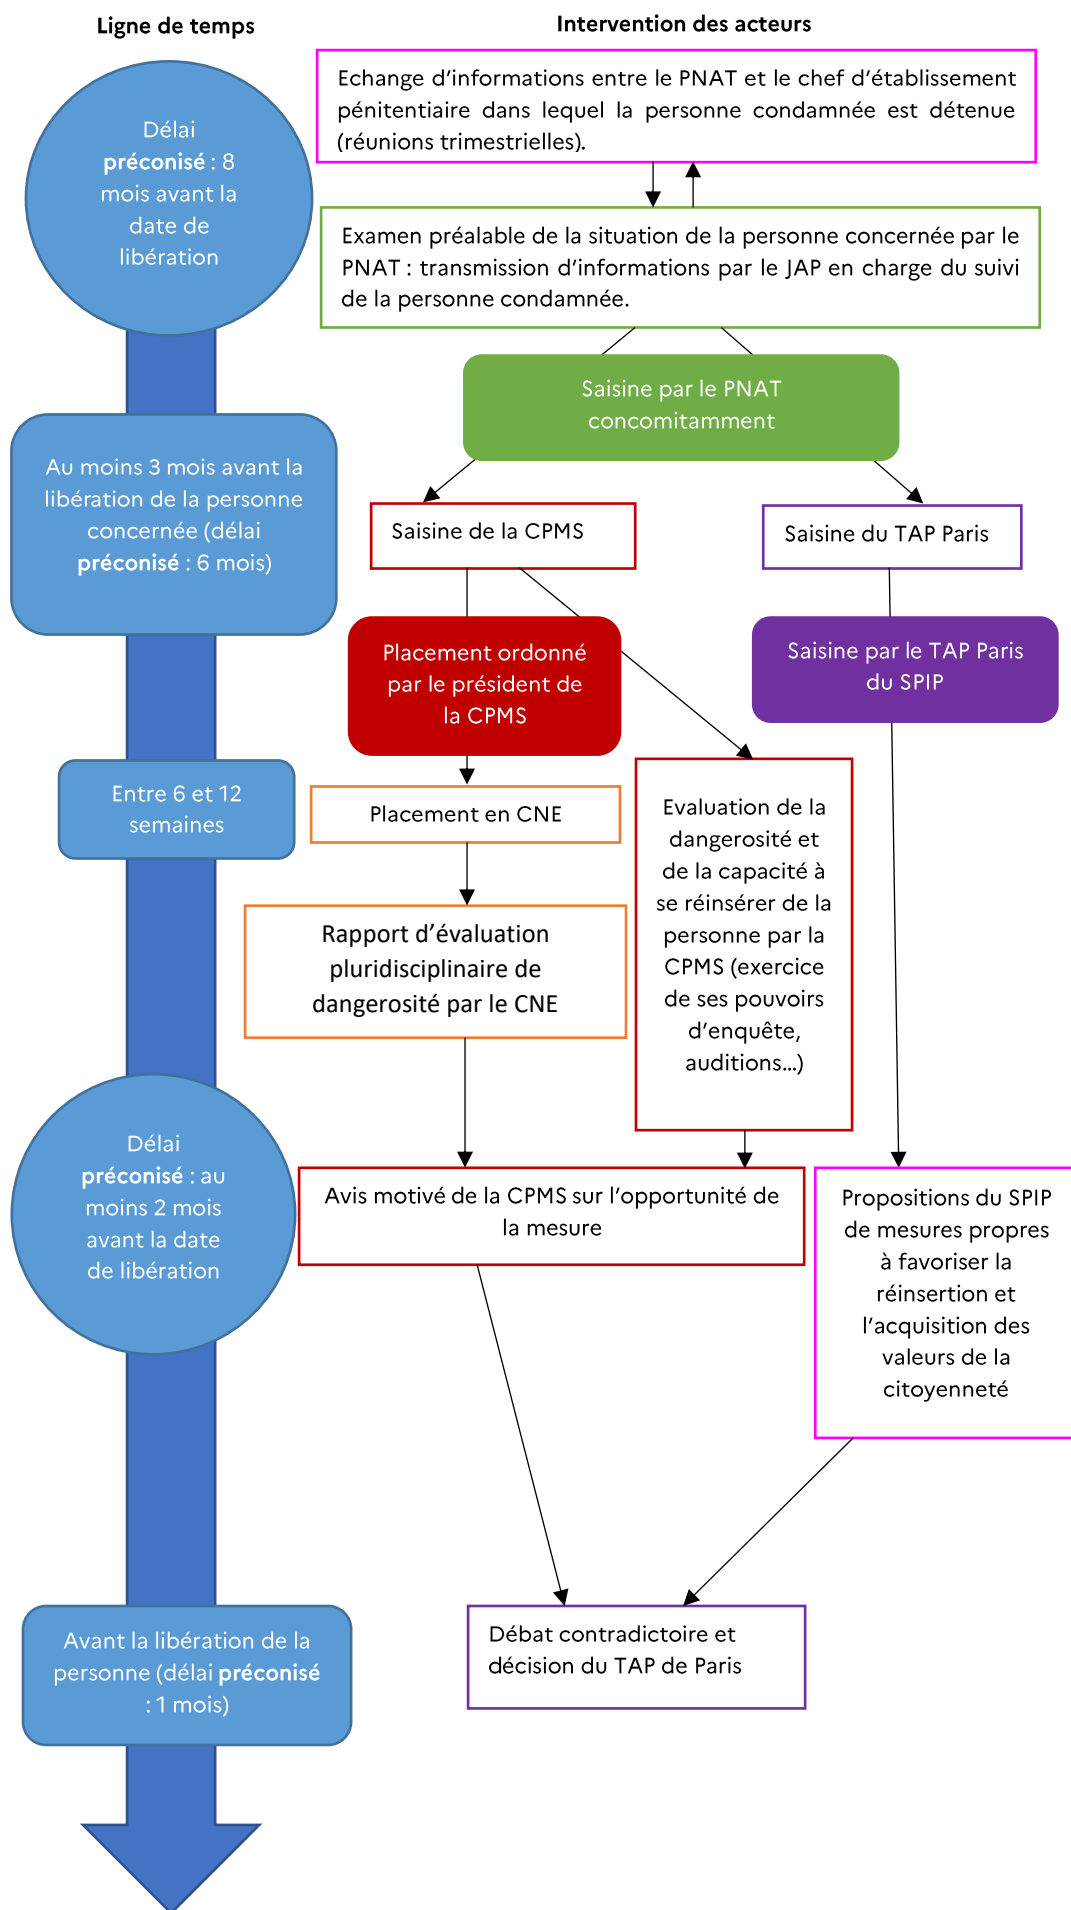 Ligne de temps
Intervention des acteurs
Délai
préconisé : 8
mois avant la
date de
libération
Echange d’informations entre le PNAT et le chef d’établissement
pénitentiaire dans lequel la personne condamnée est détenue
(réunions trimestrielles).
Examen préalable de la situation de la personne concernée par le
PNAT : transmission d’informations par le JAP en charge du suivi
de la personne condamnée.
Saisine par le PNAT
concomitamment
Au moins 3 mois avant la
libération de la personne
concernée (délai
préconisé : 6 mois)
Saisine de la CPMS
Saisine du TAP Paris
Placement ordonné
par le président de
la CPMS
Saisine par le TAP Paris
du SPIP
Entre 6 et 12
semaines
Placement en CNE
Evaluation de la
dangerosité et
de la capacité à
se réinsérer de la
personne par la
CPMS (exercice
de ses pouvoirs
d’enquête,
auditions…)
Rapport d’évaluation
pluridisciplinaire de
dangerosité par le CNE
Délai
préconisé : au
moins 2 mois
avant la date
de libération
Avis motivé de la CPMS sur l’opportunité de
la mesure
Propositions du SPIP
de mesures propres
à favoriser la
réinsertion et
l’acquisition des
valeurs de la
citoyenneté
Avant la libération de la
personne (délai préconisé
: 1 mois)
Débat contradictoire et
décision du TAP de Paris